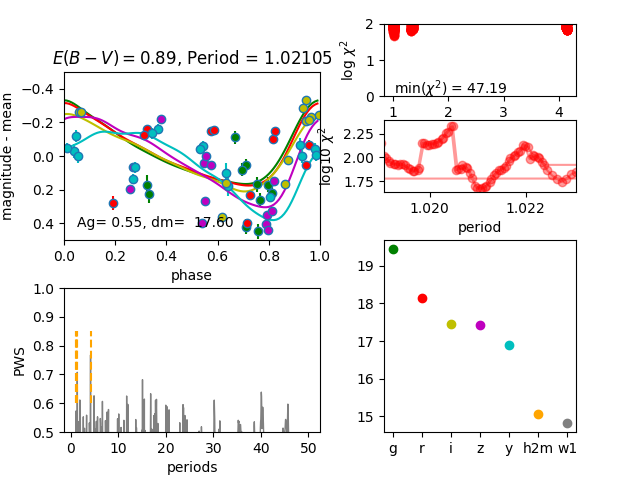 E(B − V) = 0.89, Period = 1.02105
magnitude - mean
−0.4
−0.2
0.0
0.2
0.4
Ag= 0.55, dm=  17.60
0.0 0.2 0.4 0.6 0.8 1.0
phase
log χ²
2
1
0
min(χ²) = 47.19
1 2 3 4
log10 χ²
2.25
2.00
1.75
1.020 1.022
period
PWS
1.0
0.9
0.8
0.7
0.6
0.5
0 10 20 30 40 50
periods
19
18
17
16
15
g r i z y h2m w1